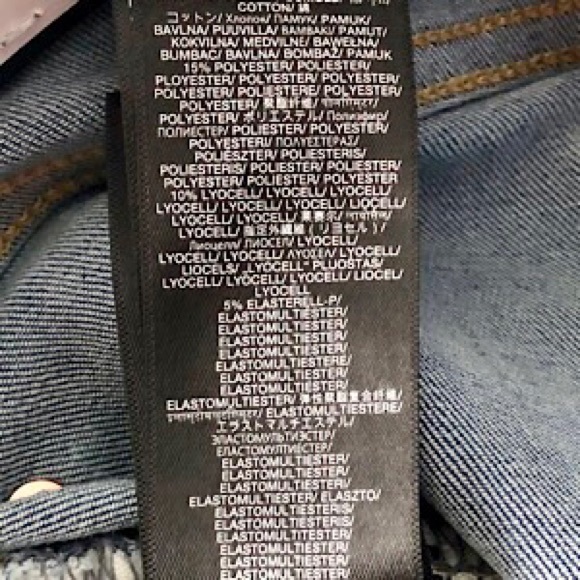 COTTON/ 綿
コットン/ Хлопок/ ПАМУК/ PAMUK/
BAVLNA/ PUUVILLA/ ΒΑΜΒΑΚΙ/ PAMUT/
KOKVILNA/ MEDVILNĖ/ BAWEŁNA/
BUMBAC/ BAVLNA/ BOMBAŽ/ PAMUK
15% POLYESTER/ POLIESTER/
PLOYESTER/ POLYESTER/ POLYESTER/
POLYESTER/ POLIESTERE/ POLYESTER/
POLYESTER/ 聚酯纤维/
POLYESTER/ ポリエステル/ Полиэфир/
ПОЛИЕСТЕР/ POLIESTER/ POLYESTER/
POLYESTERI/ ΠΟΛΥΕΣΤΕΡΑΣ/
POLIÉSZTER/ POLIESTERIS/
POLIESTERIS/ POLIESTER/ POLIESTER/
POLYESTER/ POLIESTER/ POLYESTER
10% LYOCELL/ LYOCELL/ LYOCELL/
LYOCELL/ LYOCELL/ LYOCELL/ LIOCELL/
LYOCELL/ LYOCELL/ 莱赛尔/
LYOCELL/ 指定外繊維 ( リヨセル ) /
Лиоцелл/ ЛИОСЕЛ/ LYOCELL/
LYOCELL/ LYOCELL/ ΛΥΟΣΕΛ/ LYOCELL/
LIOCELS/ „LYOCELL“ PLUOŠTAS/
LYOCELL/ LYOCELL/ LYOCELL/ LIOCEL/
LYOCELL
5% ELASTERELL-P/
ELASTOMULTIESTER/
ELASTOMULTIESTER/
ELASTOMULTIESTER/
ELASTOMULTIESTER/
ELASTOMULTIESTERE/
ELASTOMULTIESTER/
ELASTOMULTIESTER/
ELASTOMULTIESTER/ 弹性聚酯复合纤维/
ELASTOMULTIESTERE/
エラストマルチエステル/
ЭЛАСТОМУЛЬТИЭСТЕР/
ЕЛАСТОМУЛТИЕСТЕР/
ELASTOMULTIESTER/
ELASTOMULTIESTER/
ELASTOMULTIESTER/
ELASTOMULTIESTER/ ELASZTO/
ELASTOMULTIESTERIS/
ELASTOMULTIESTERIS/
ELASTOMULTITESTER/
ELASTOMULTIESTER/
ELASTOMULTIESTER/
ELASTOMULTIESTER/